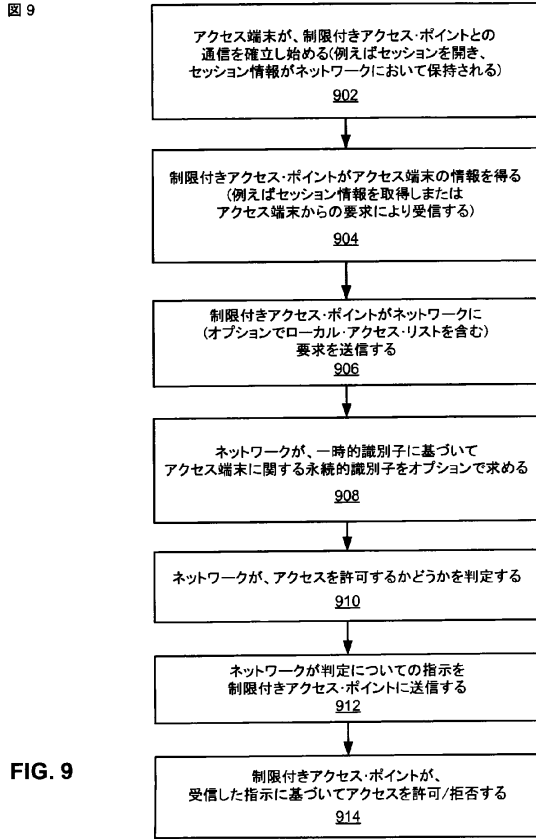 図 9
アクセス端末が、制限付きアクセス・ポイントとの
通信を確立し始める(例えばセッションを開き、
セッション情報がネットワークにおいて保持される)
902
制限付きアクセス・ポイントがアクセス端末の情報を得る
(例えばセッション情報を取得しまたは
アクセス端末からの要求により受信する)
904
制限付きアクセス・ポイントがネットワークに
(オプションでローカル・アクセス・リストを含む)
要求を送信する
906
ネットワークが、一時的識別子に基づいて
アクセス端末に関する永続的識別子をオプションで求める
908
ネットワークが、アクセスを許可するかどうかを判定する
910
ネットワークが判定についての指示を
制限付きアクセス・ポイントに送信する
912
制限付きアクセス・ポイントが、
受信した指示に基づいてアクセスを許可/拒否する
914
FIG. 9